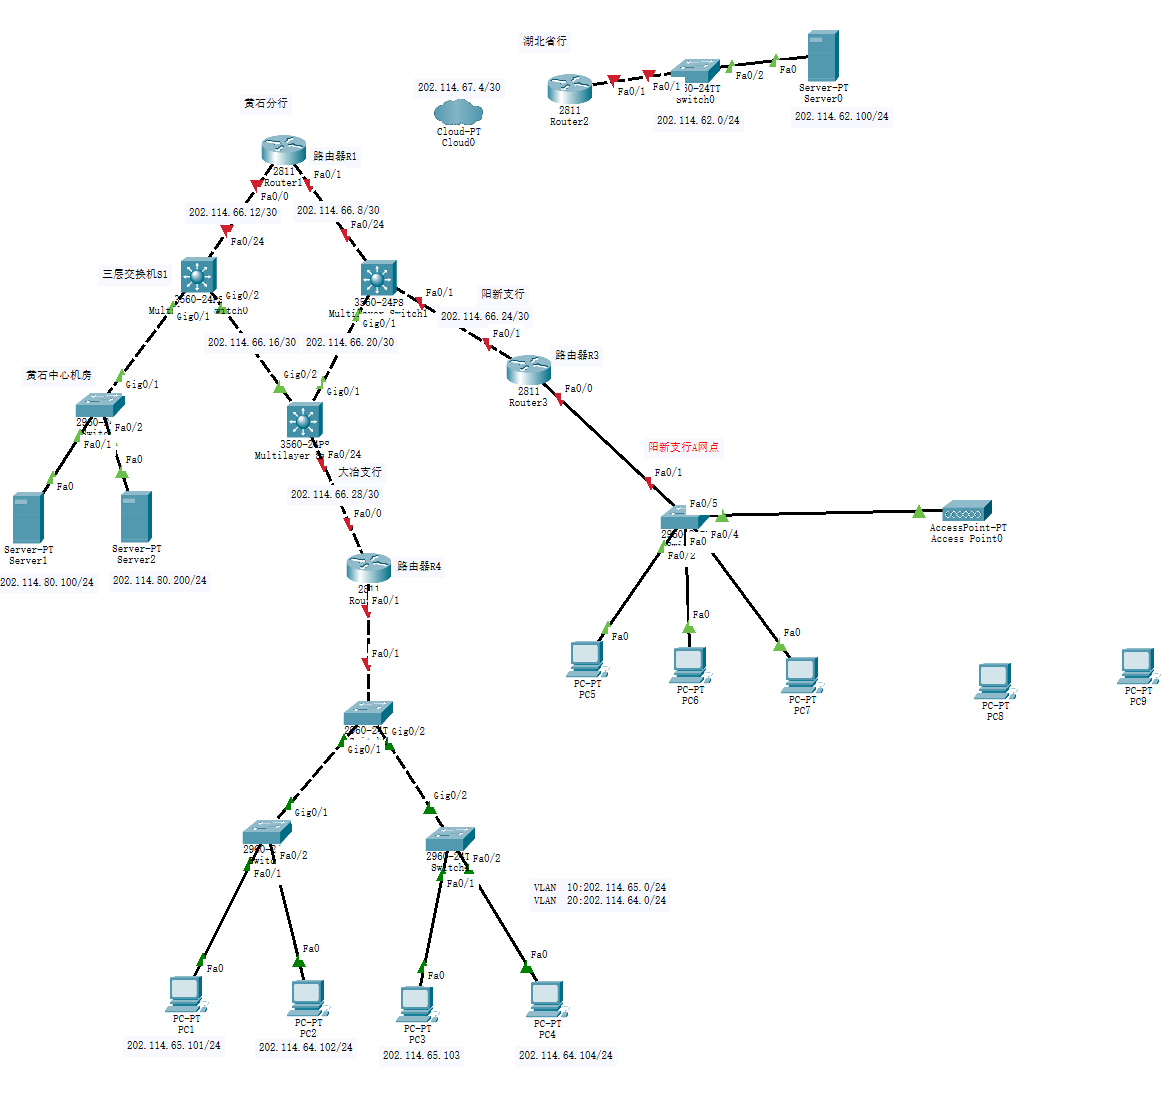 湖北省行
Fa0/1
Fa0/1
Fa0/2
Fa0
2811
Router2
60-24TT
Switch0
Server-PT
Server0
202.114.62.0/24
202.114.62.100/24
202.114.67.4/30
Cloud-PT
Cloud0
黄石分行
路由器R1
2811
Router1
Fa0/1
Fa0/0
202.114.66.12/30
202.114.66.8/30
Fa0/24
Fa0/24
三层交换机S1
3560-24PS
Gig0/2
Gig0/1
3560-24PS
Multilayer Switch1
Gig0/1
Fa0/1
阳新支行
202.114.66.24/30
Fa0/1
202.114.66.16/30
202.114.66.20/30
路由器R3
2811
Router3
Fa0/0
黄石中心机房
Gig0/1
Gig0/2
Gig0/1
Fa0/1
Fa0/2
3560-24PS
Multilayer
Fa0/24
大冶支行
202.114.66.28/30
Fa0/0
Fa0
Fa0
Server-PT
Server1
Server-PT
Server2
202.114.80.100/24
202.114.80.200/24
阳新支行A网点
Fa0/1
Fa0/5
Fa0/4
Fa0
Fa0/2
AccessPoint-PT
Access Point0
路由器R4
2811
Fa0/1
Fa0/1
Fa0
Fa0
Fa0
PC-PT
PC5
PC-PT
PC6
PC-PT
PC7
PC-PT
PC8
PC-PT
PC9
Gig0/2
Gig0/1
Gig0/1
Gig0/2
Fa0/2
Fa0/1
2960-24T
Switch
Fa0/2
Fa0/1
VLAN 10:202.114.65.0/24
VLAN 20:202.114.64.0/24
Fa0
Fa0
Fa0
Fa0
PC-PT
PC1
PC-PT
PC2
PC-PT
PC3
PC-PT
PC4
202.114.65.101/24
202.114.64.102/24
202.114.65.103
202.114.64.104/24